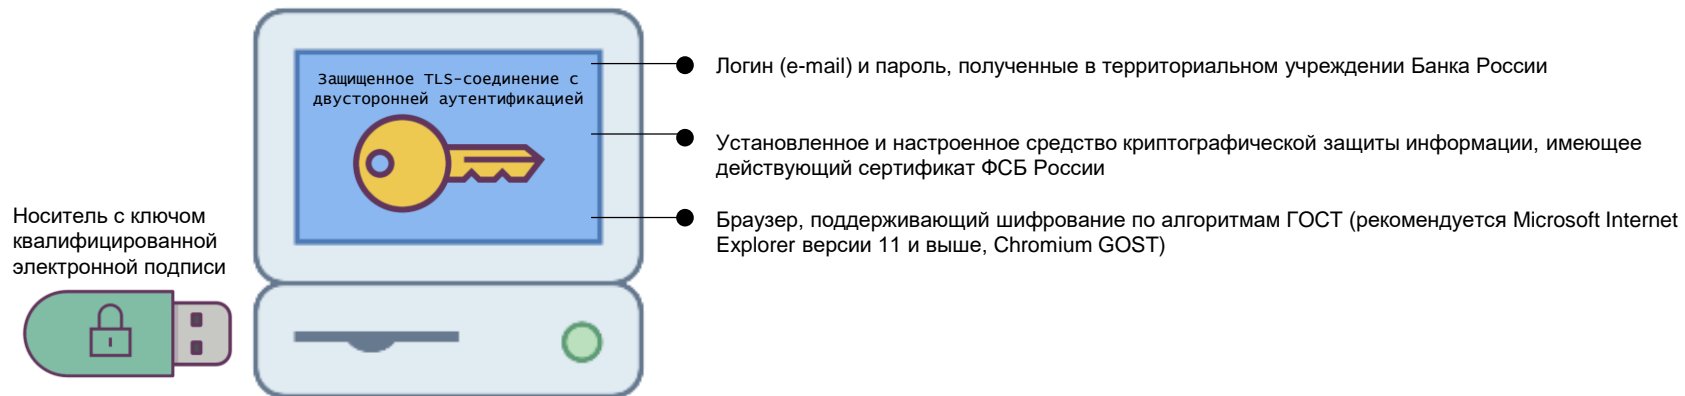 Защищенное TLS-соединение с
двусторонней аутентификацией
Логин (e-mail) и пароль, полученные в территориальном учреждении Банка России
Установленное и настроенное средство криптографической защиты информации, имеющее
действующий сертификат ФСБ России
Браузер, поддерживающий шифрование по алгоритмам ГОСТ (рекомендуется Microsoft Internet
Explorer версии 11 и выше, Chromium GOST)
Носитель с ключом
квалифицированной
электронной подписи